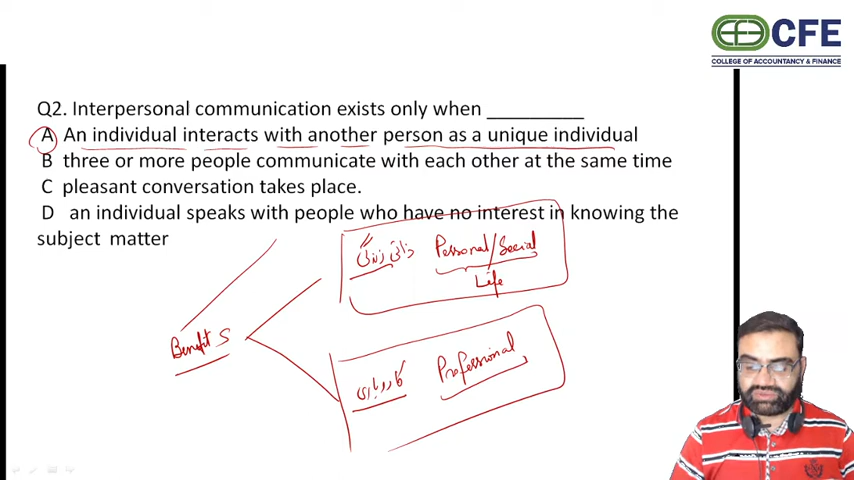 CFE
COLLEGE OF ACCOUNTANCY & FINANCE
Q2. Interpersonal communication exists only when _________
A An individual interacts with another person as a unique individual
B three or more people communicate with each other at the same time
C pleasant conversation takes place.
D an individual speaks with people who have no interest in knowing the
subject matter
ذاتی زندگی Personal/Social
Life
Benefits
کاروباری Professional